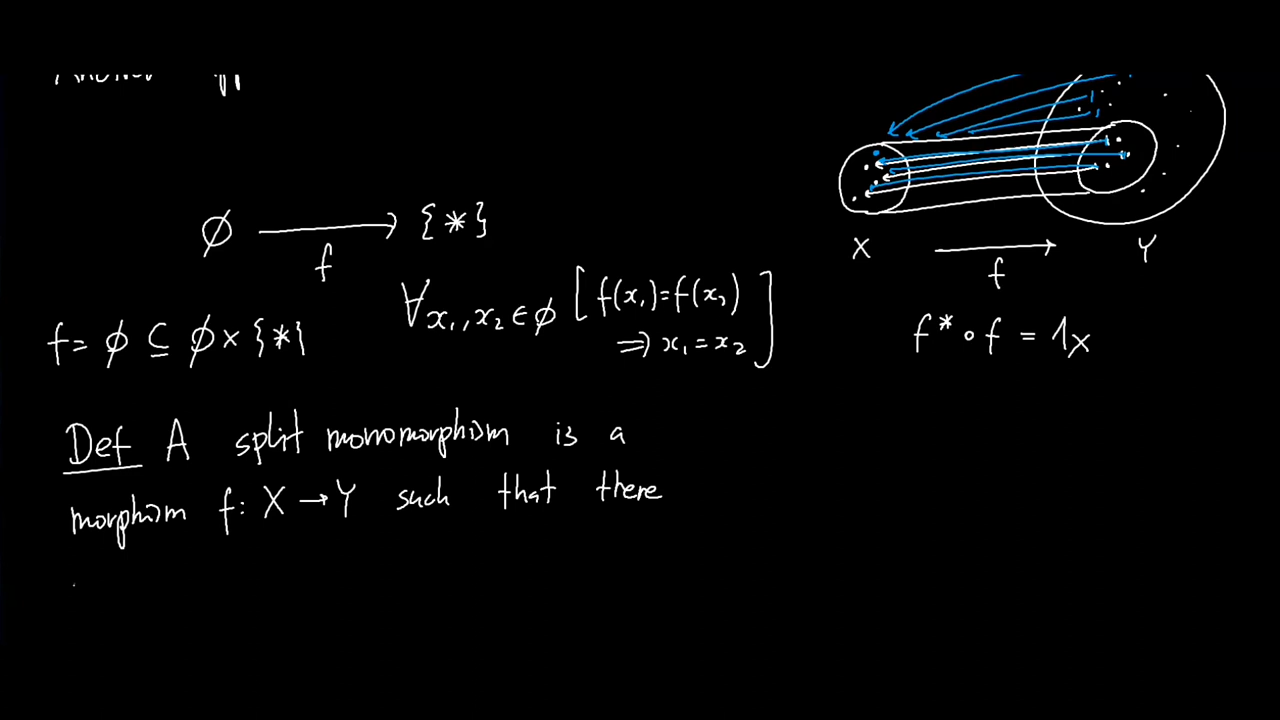 ∅ → {*}
f
f = ∅ ⊆ ∅ × {*}
∀x₁, x₂ ∈ ∅ [f(x₁) = f(x₂)
⇒ x₁ = x₂]
X → Y
f
f* ∘ f = 1x
Def A split monomorphism is a
morphism f: X → Y such that there